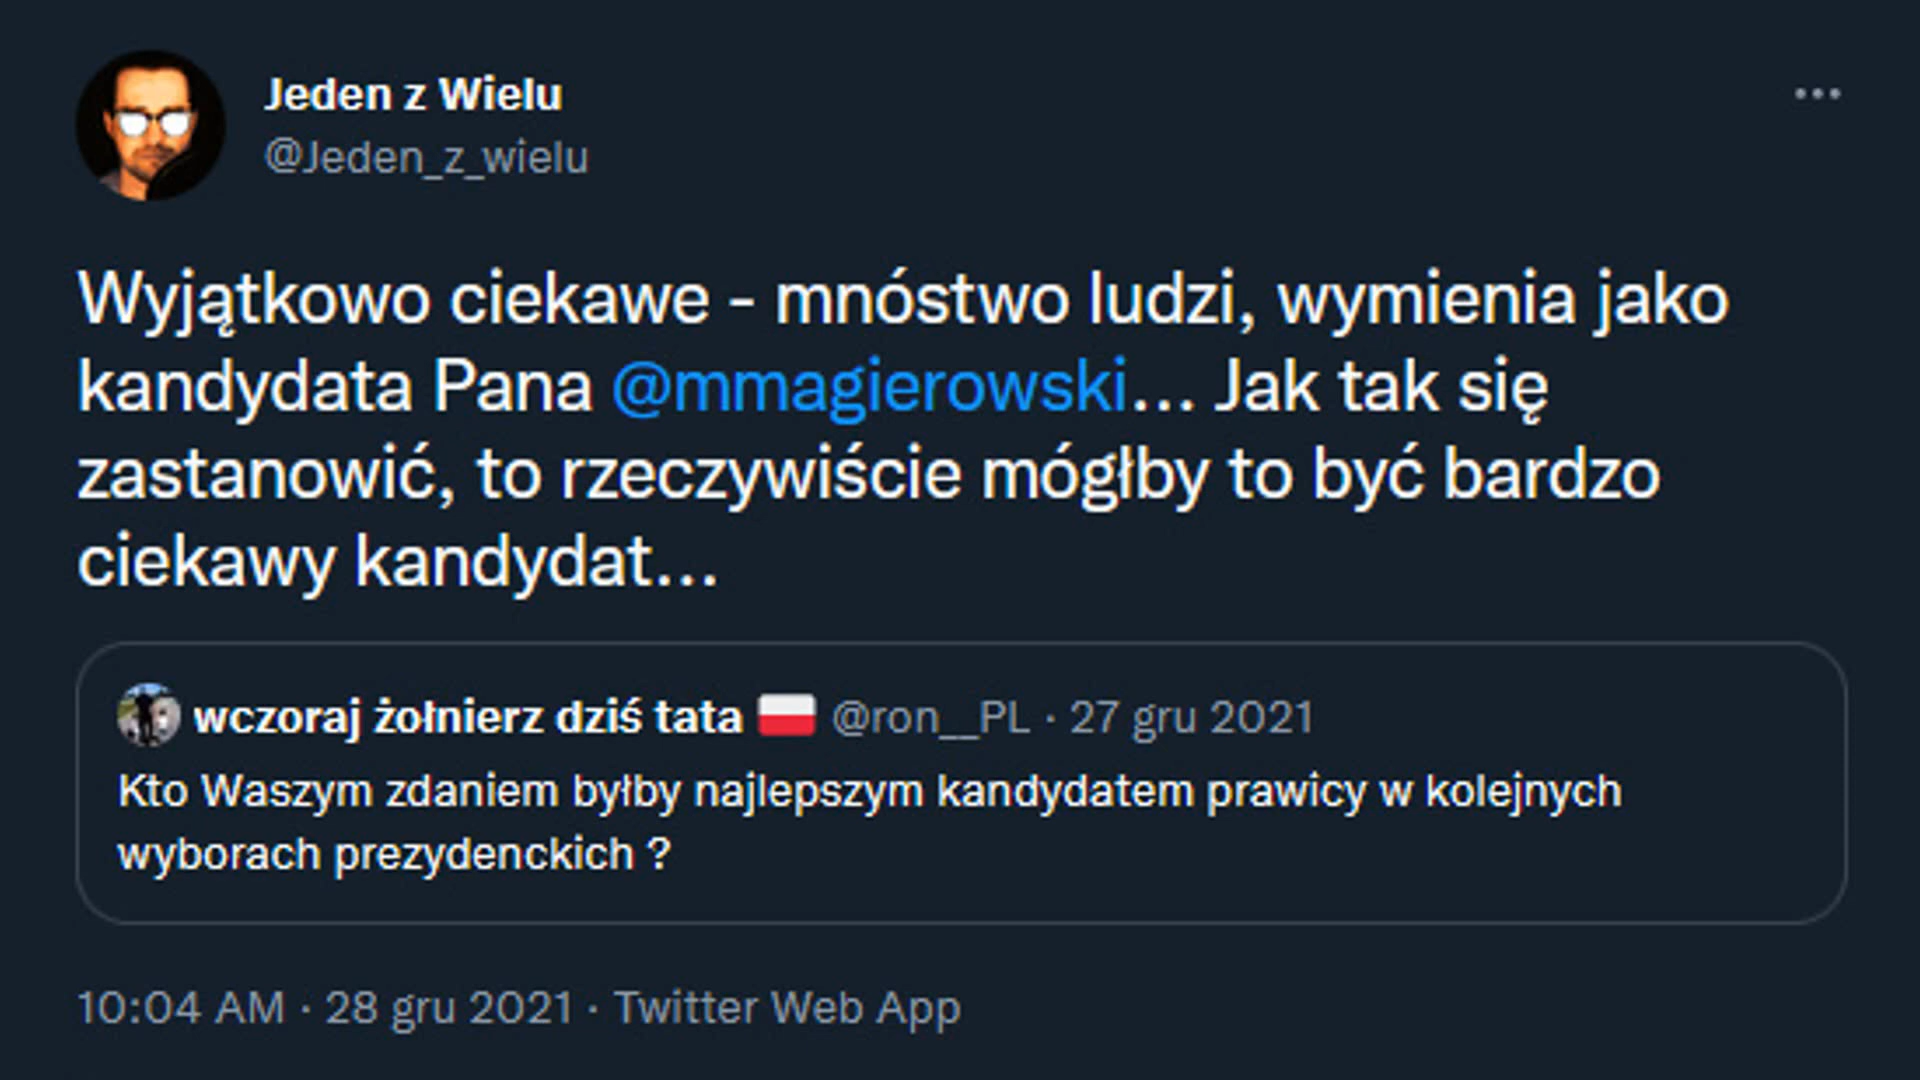 Jeden z Wielu
@Jeden_z_wielu
Wyjątkowo ciekawe - mnóstwo ludzi, wymienia jako
kandydata Pana @mmagierowski... Jak tak się
zastanowić, to rzeczywiście mógłby to być bardzo
ciekawy kandydat...
wczoraj żołnierz dziś tata 🇵🇱 @ron__PL · 27 gru 2021
Kto Waszym zdaniem byłby najlepszym kandydatem prawicy w kolejnych
wyborach prezydenckich ?
10:04 AM · 28 gru 2021 · Twitter Web App